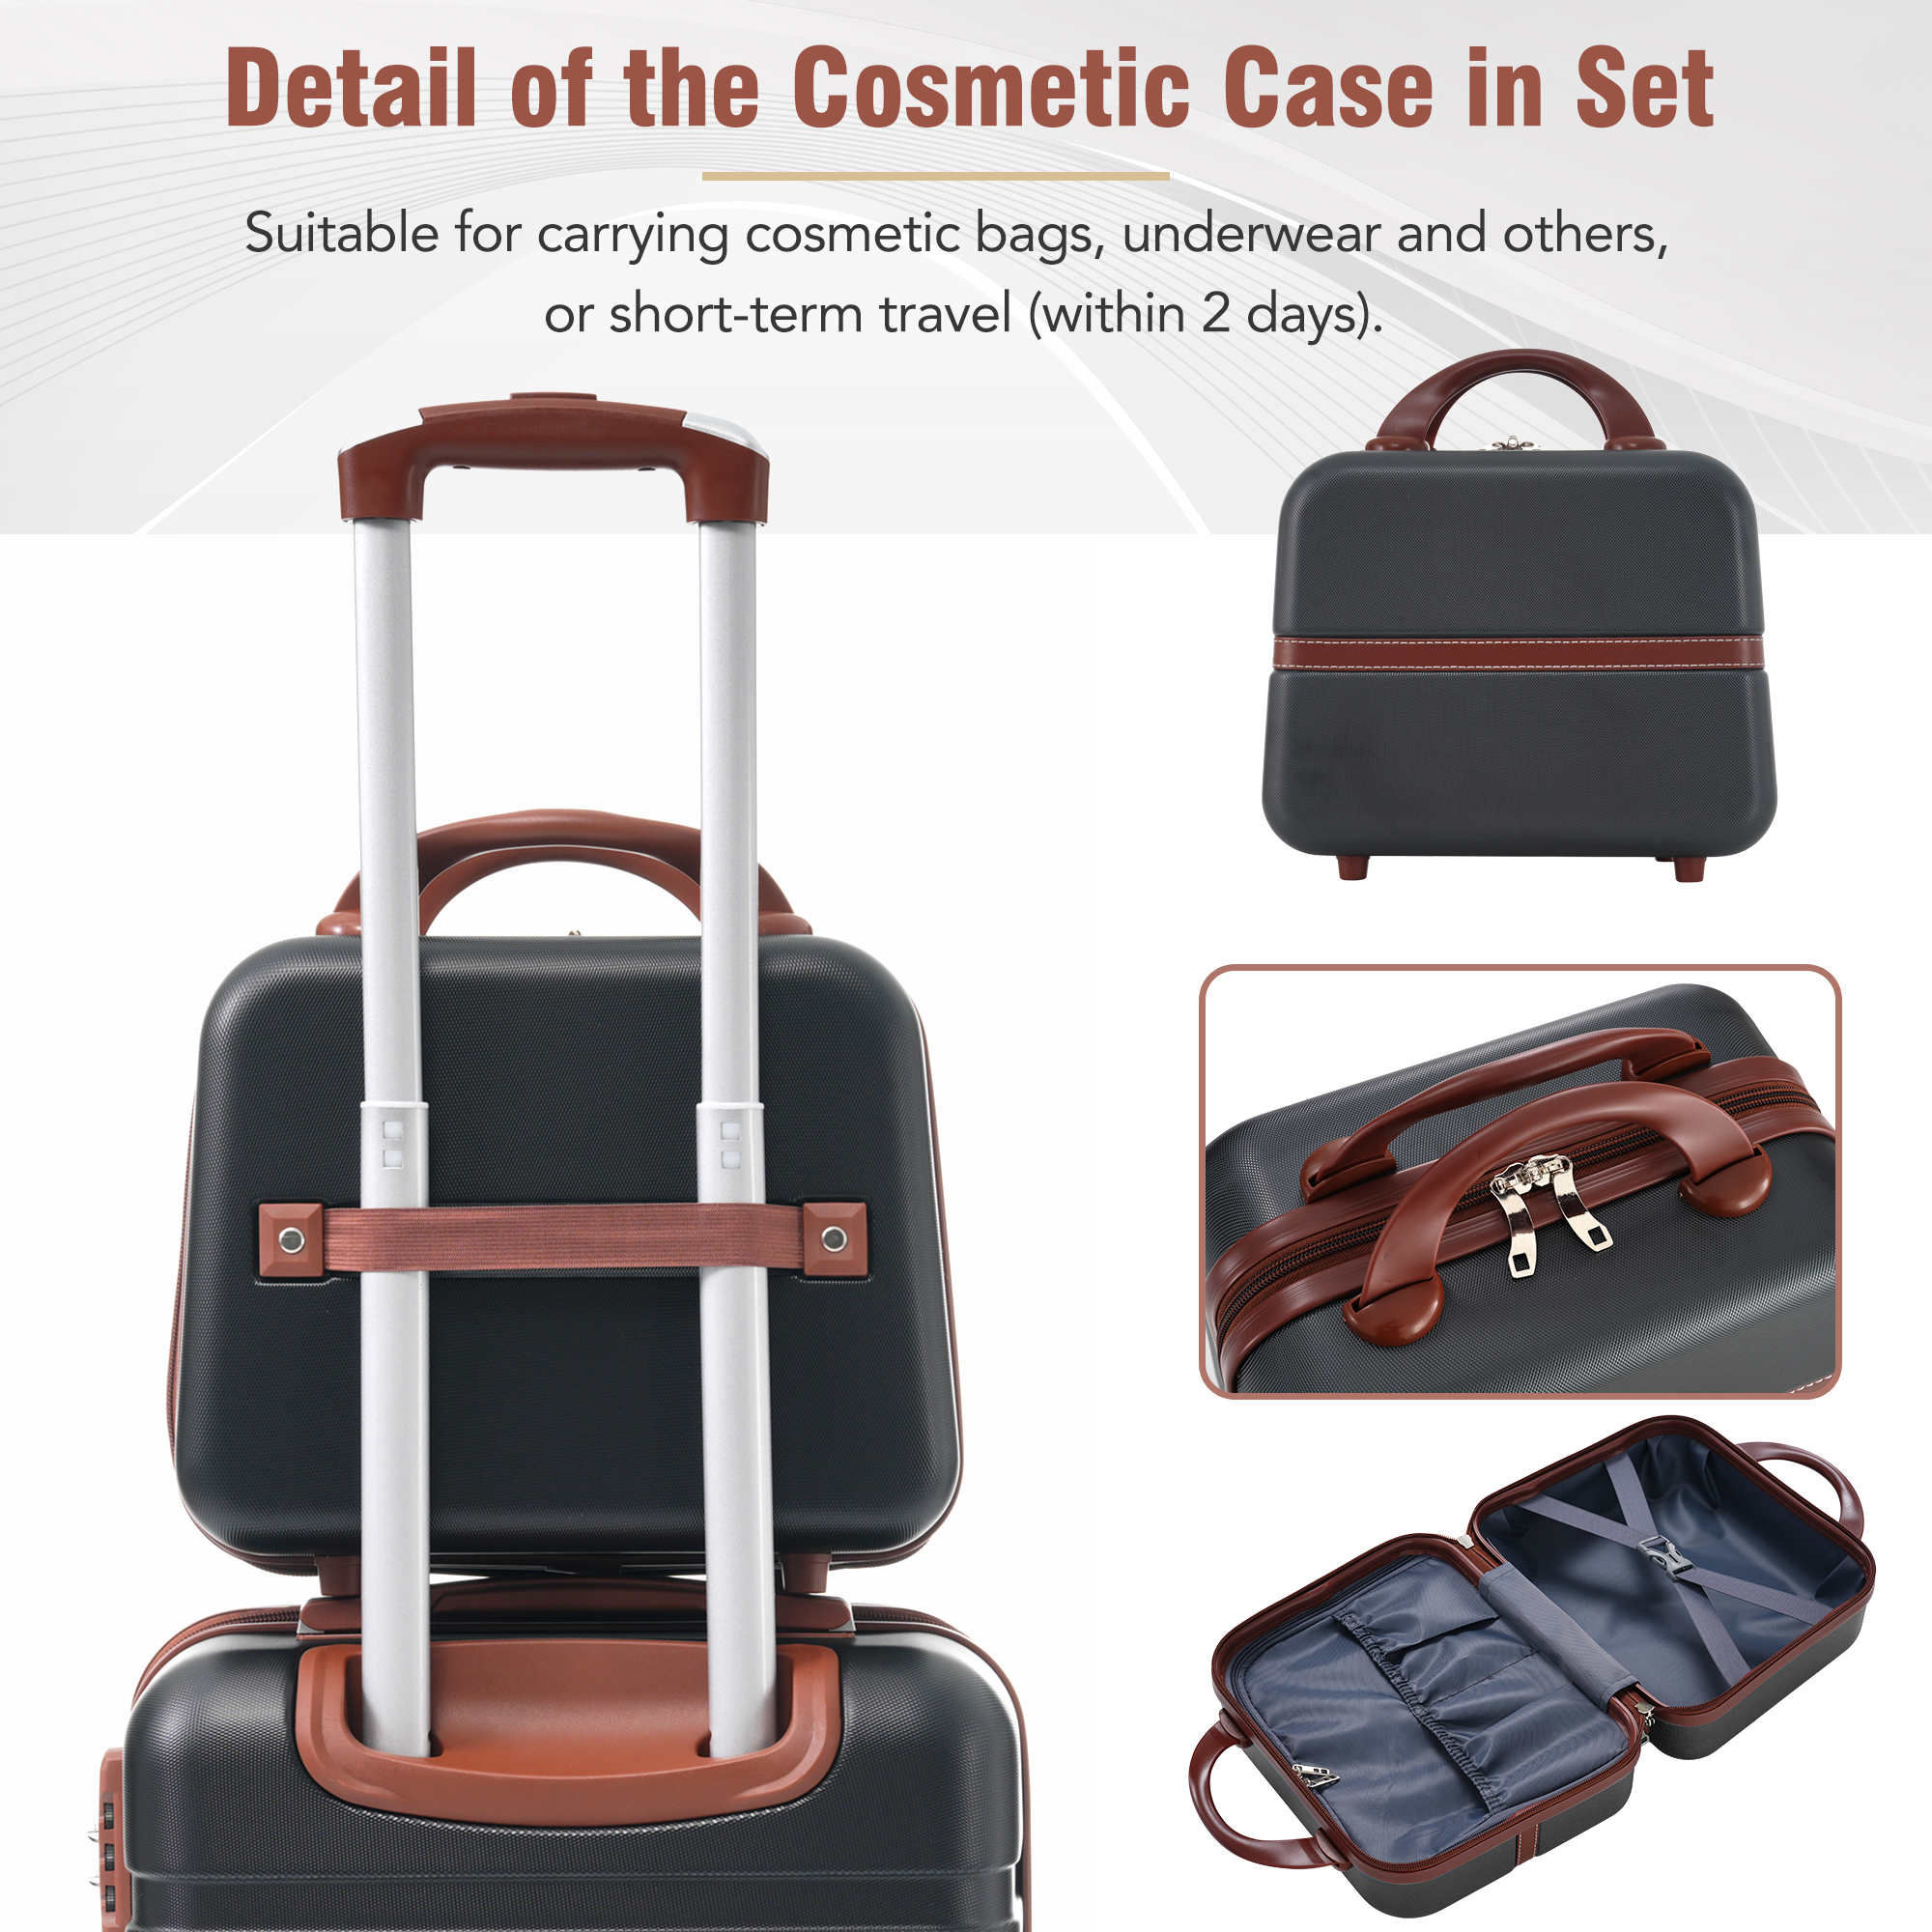 Detail of the Cosmetic Case in Set
Suitable for carrying cosmetic bags, underwear and others,
or short-term travel (within 2 days).